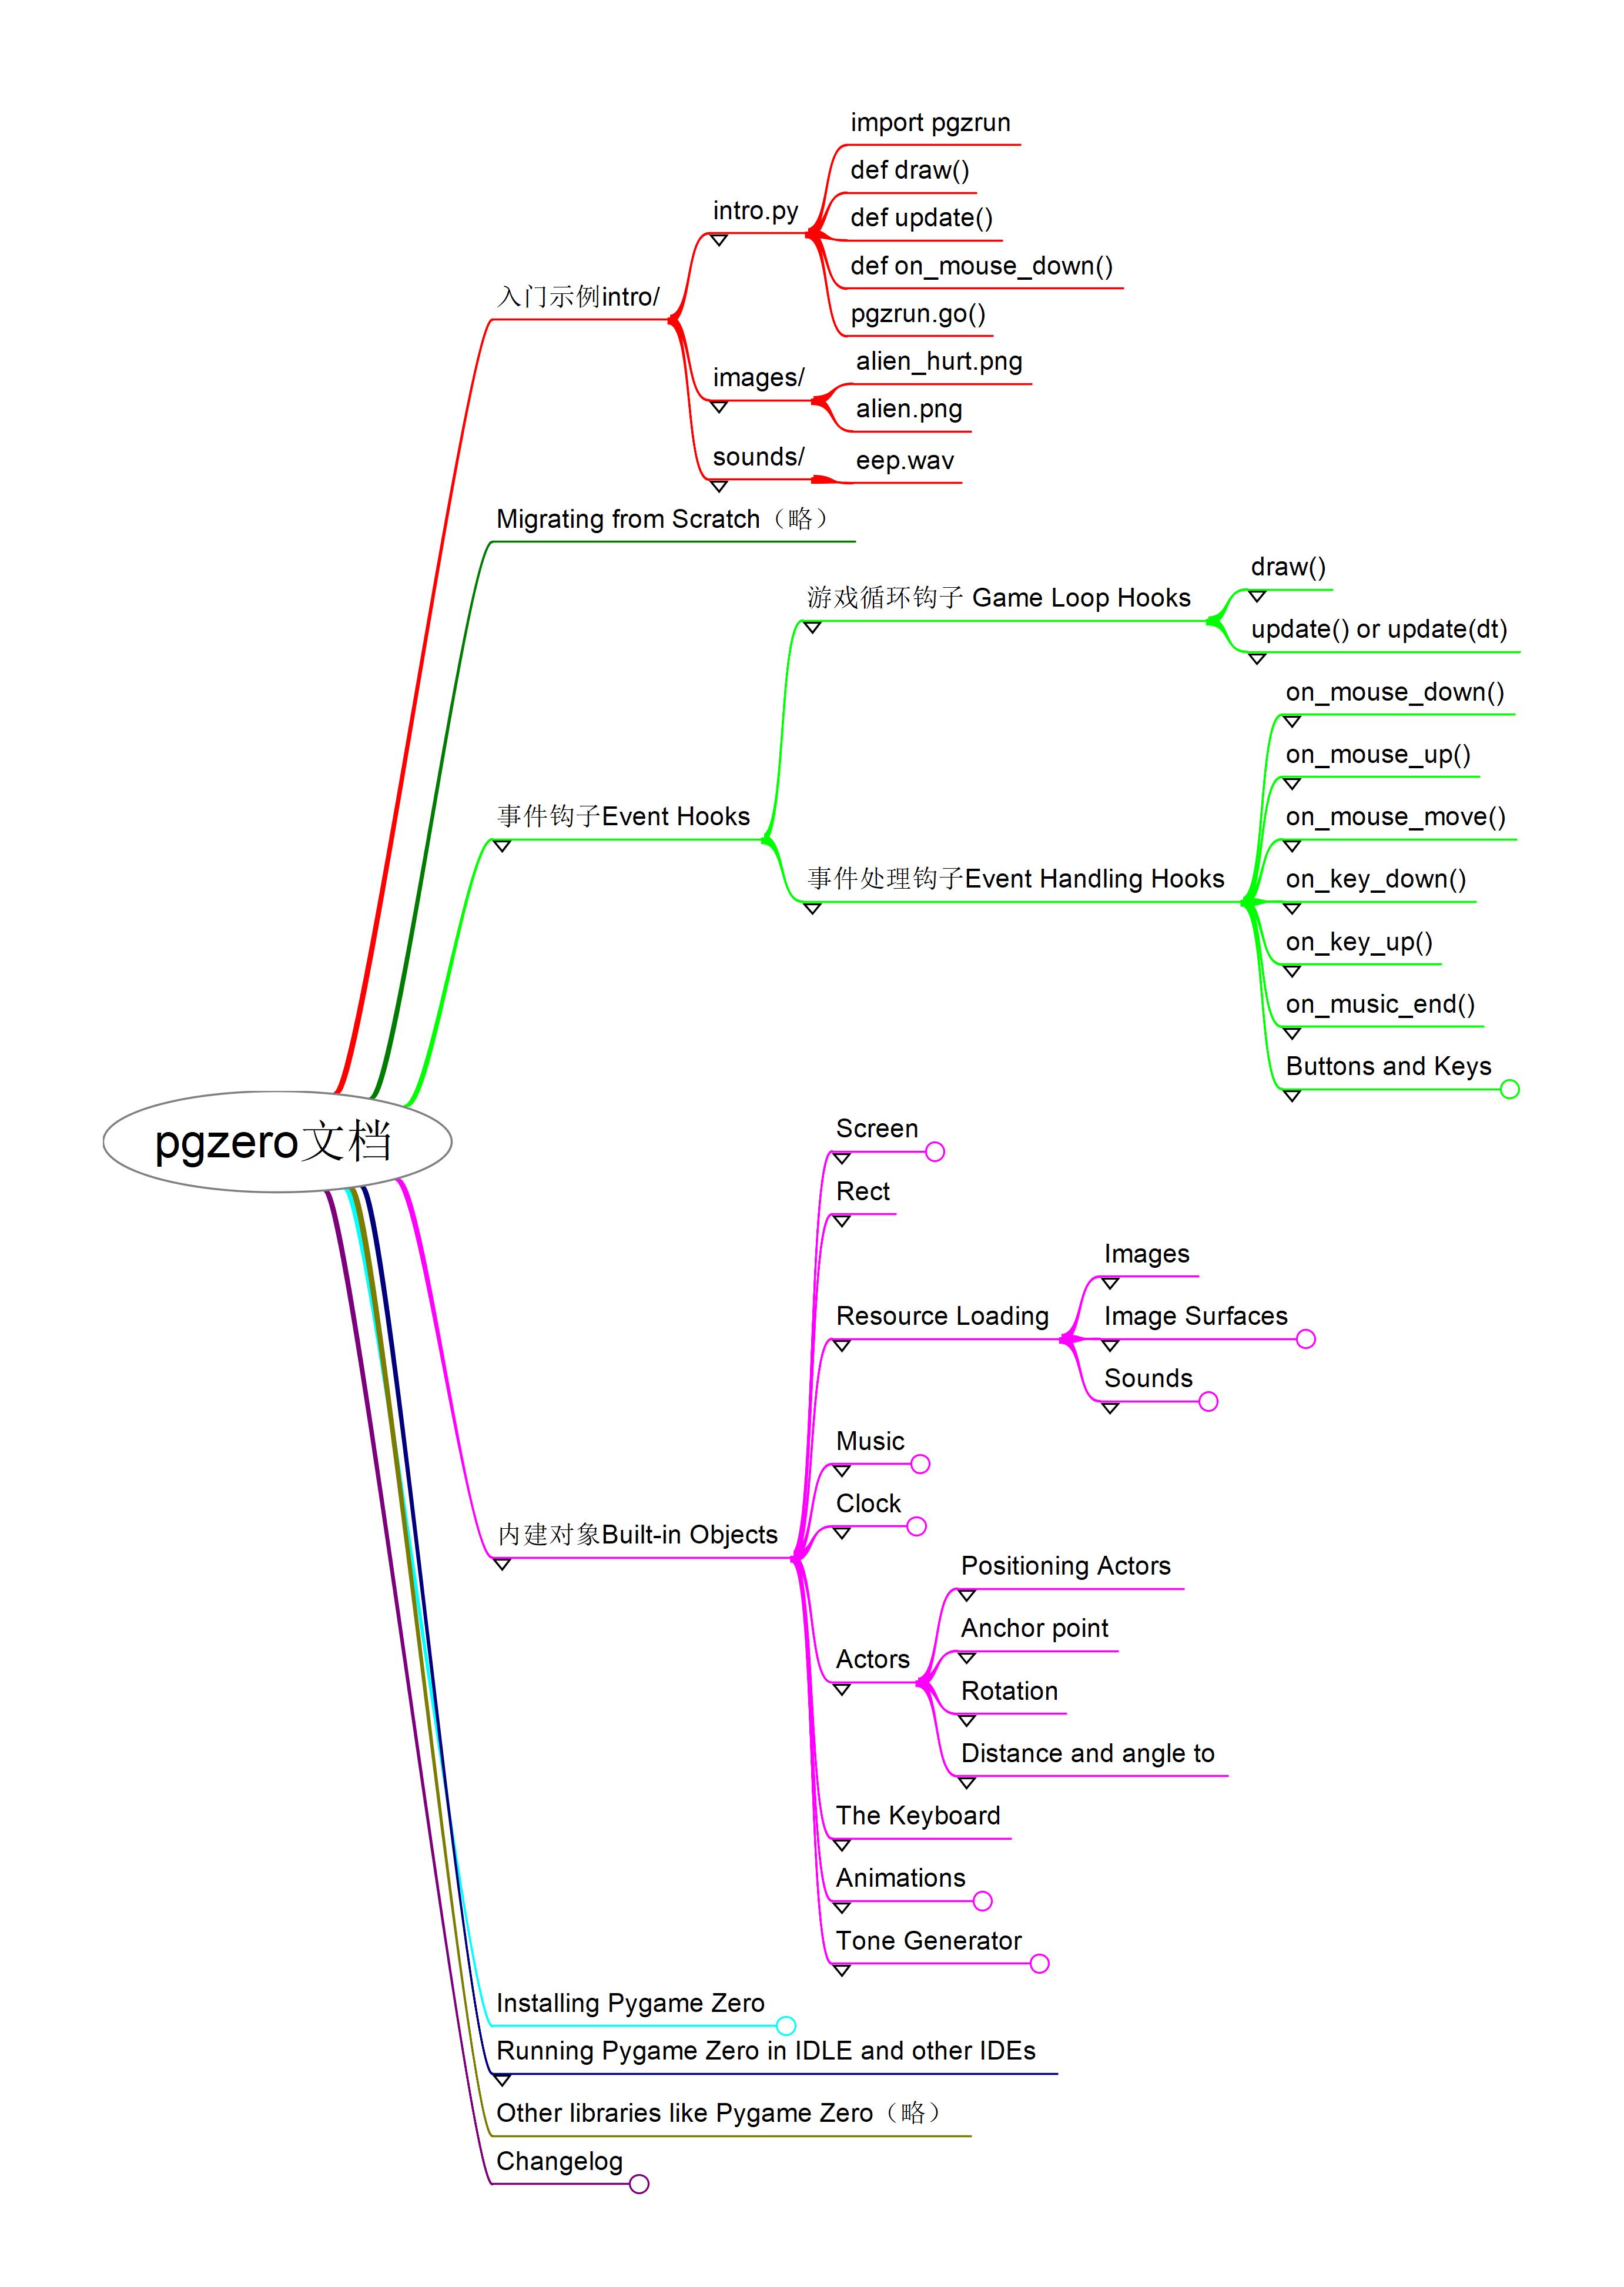 import pgzrun
def draw()
intro.py
def update()
def on_mouse_down()
入门示例intro/
pgzrun.go()
alien_hurt.png
images/
alien.png
sounds/
eep.wav
Migrating from Scratch（略）
draw()
游戏循环钩子 Game Loop Hooks
update() or update(dt)
on_mouse_down()
on_mouse_up()
事件钩子Event Hooks
on_mouse_move()
事件处理钩子Event Handling Hooks
on_key_down()
on_key_up()
on_music_end()
Buttons and Keys
pgzero文档
Screen
Rect
Images
Resource Loading
Image Surfaces
Sounds
Music
Clock
内建对象Built-in Objects
Positioning Actors
Anchor point
Actors
Rotation
Distance and angle to
The Keyboard
Animations
Tone Generator
Installing Pygame Zero
Running Pygame Zero in IDLE and other IDEs
Other libraries like Pygame Zero（略）
Changelog